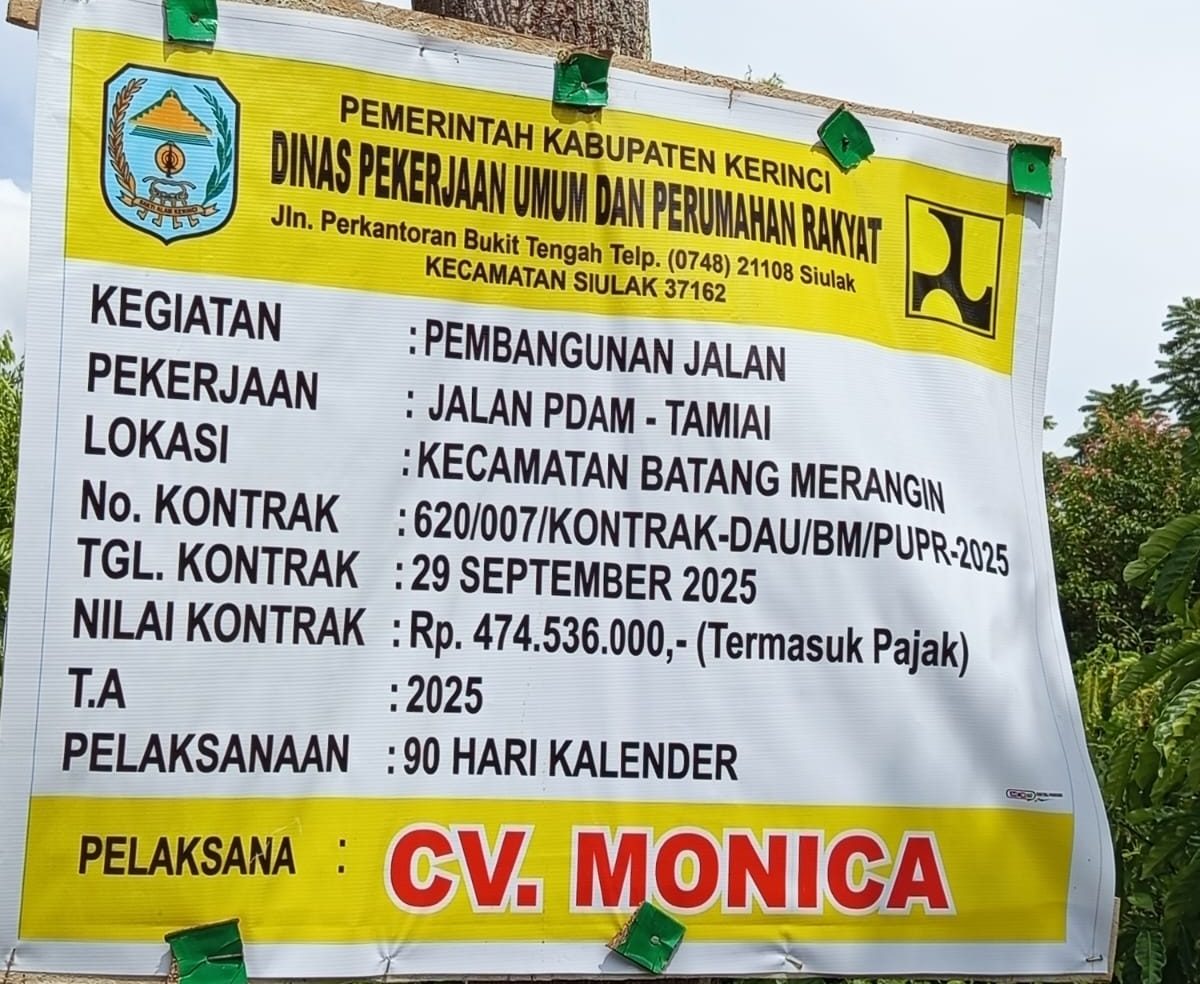 PEMERINTAH KABUPATEN KERINCI
DINAS PEKERJAAN UMUM DAN PERUMAHAN RAKYAT
Jln. Perkantoran Bukit Tengah Telp. (0748) 21108 Siulak
KECAMATAN SIULAK 37162
SAKTI ALAM KERINCI
KEGIATAN : PEMBANGUNAN JALAN
PEKERJAAN : JALAN PDAM - TAMIAI
LOKASI : KECAMATAN BATANG MERANGIN
No. KONTRAK : 620/007/KONTRAK-DAU/BM/PUPR-2025
TGL. KONTRAK : 29 SEPTEMBER 2025
NILAI KONTRAK : Rp. 474.536.000,- (Termasuk Pajak)
T.A : 2025
PELAKSANAAN : 90 HARI KALENDER
PELAKSANA : CV. MONICA